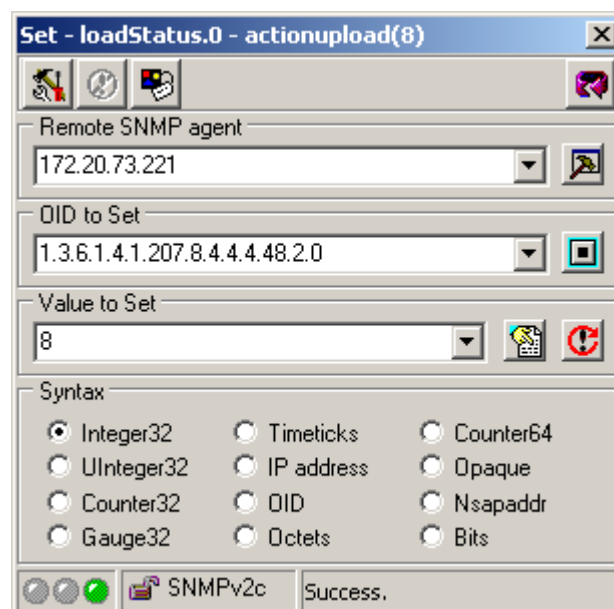 Set - loadStatus.0 - actionupload(8)
Remote SNMP agent
172.20.73.221
OID to Set
1.3.6.1.4.1.207.8.4.4.4.48.2.0
Value to Set
8
Syntax
Integer32 Timeticks Counter64
UInteger32 IP address Opaque
Counter32 OID Nsapaddr
Gauge32 Octets Bits
SNMPv2c Success.